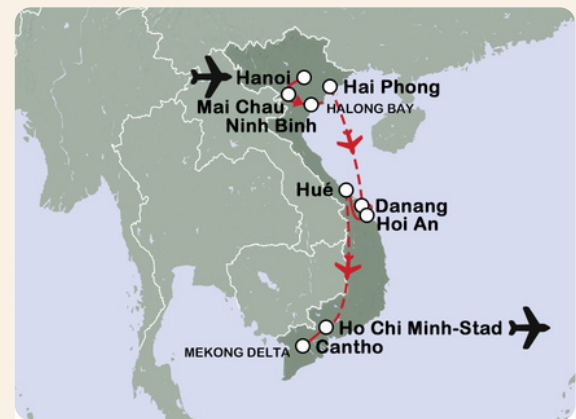 Hanoi
Hai Phong
Mai Chau
HALONG BAY
Ninh Binh
Hué
Danang
Hoi An
Ho Chi Minh-Stad
MEKONG DELTA
Cantho